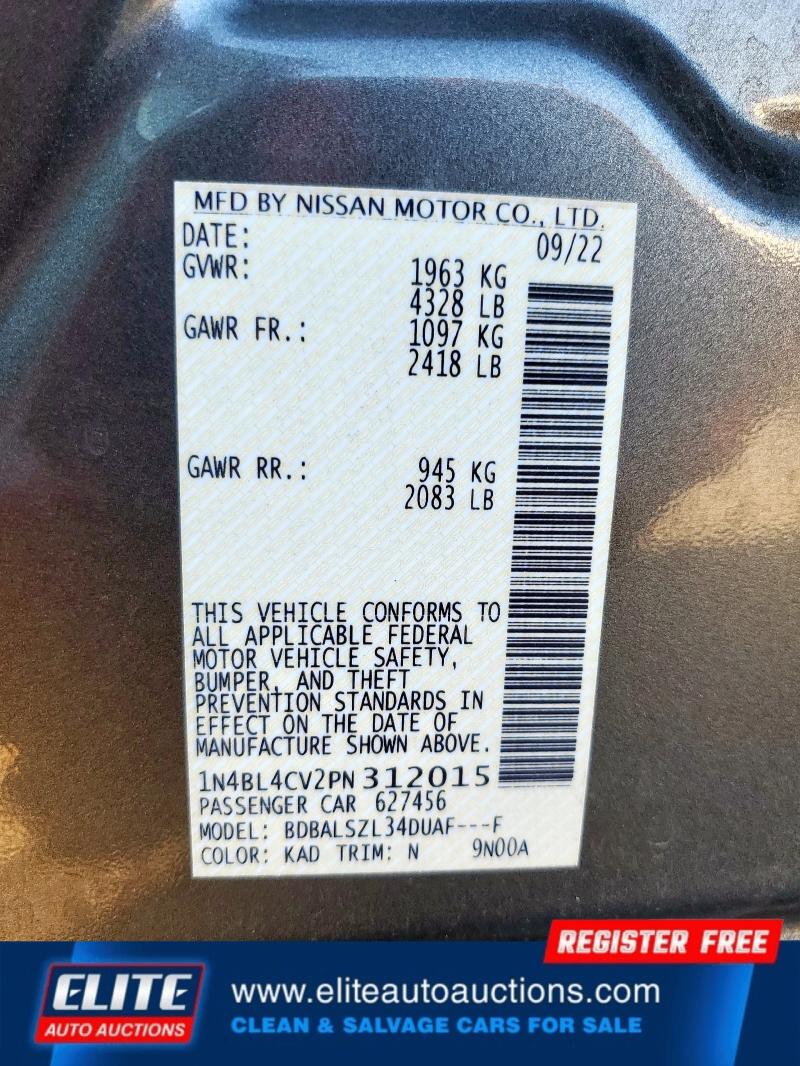 MFD BY NISSAN MOTOR CO., LTD.
DATE: 09/22
GVWR: 1963 KG
4328 LB
GAWR FR.: 1097 KG
2418 LB
GAWR RR.: 945 KG
2083 LB
THIS VEHICLE CONFORMS TO
ALL APPLICABLE FEDERAL
MOTOR VEHICLE SAFETY,
BUMPER, AND THEFT
PREVENTION STANDARDS IN
EFFECT ON THE DATE OF
MANUFACTURE SHOWN ABOVE.
1N4BL4CV2PN312015
PASSENGER CAR 627456
MODEL: BDBALSZL34DUAF---F
COLOR: KAD TRIM: N 9N00A
REGISTER FREE
ELITE
AUTO AUCTIONS
www.eliteautoauctions.com
CLEAN & SALVAGE CARS FOR SALE